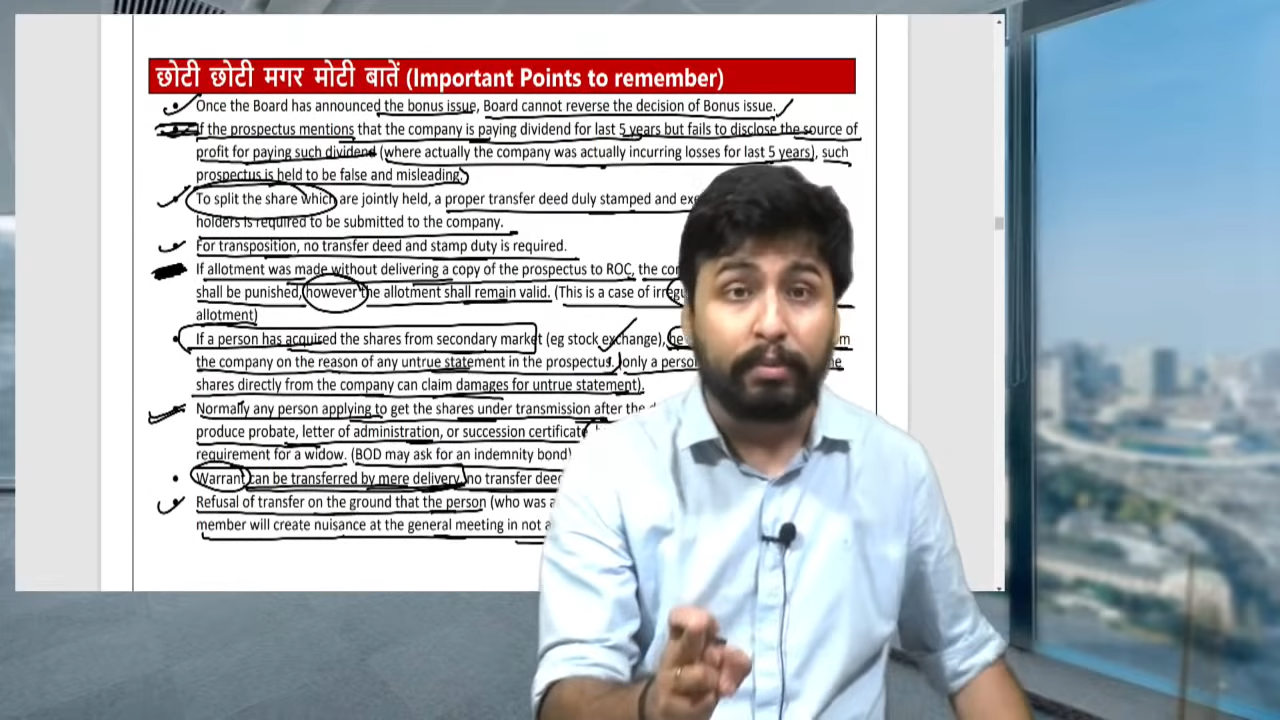 छोटी छोटी मगर मोटी बातें (Important Points to remember)
Once the Board has announced the bonus issue, Board cannot reverse the decision of Bonus issue.
If the prospectus mentions that the company is paying dividend for last 5 years but fails to disclose the source of
profit for paying such dividend (where actually the company was actually incurring losses for last 5 years), such
prospectus is held to be false and misleading.
To split the share which are jointly held, a proper transfer deed duly stamped and
holders is required to be submitted to the company.
For transposition, no transfer deed and stamp duty is required.
If allotment was made without delivering a copy of the prospectus to ROC, the
shall be punished, however the allotment shall remain valid. (This is a case of
allotment)
If a person has acquired the shares from secondary market (eg stock exchange),
the company on the reason of any untrue statement in the prospectus. (only a
shares directly from the company can claim damages for untrue statement).
Normally any person applying to get the shares under transmission after the
produce probate, letter of administration, or succession certificate
requirement for a widow. (BOD may ask for an indemnity bond)
Warrant can be transferred by mere delivery no transfer
Refusal of transfer on the ground that the person (who was
member will create nuisance at the general meeting in not